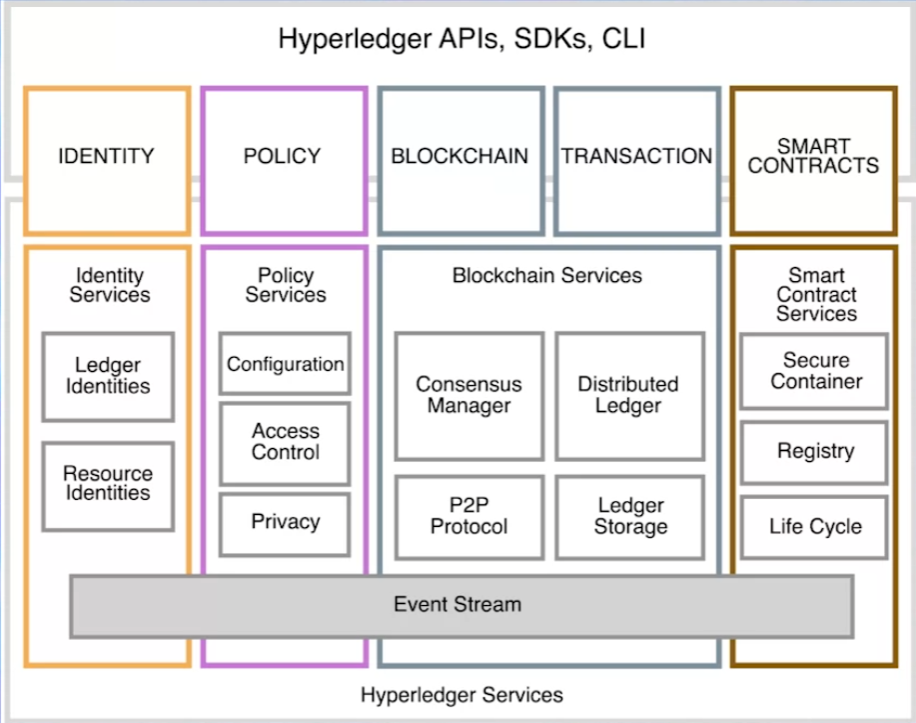 Hyperledger APIs, SDKs, CLI
IDENTITY
POLICY
BLOCKCHAIN
TRANSACTION
SMART
CONTRACTS
Identity
Services
Ledger
Identities
Resource
Identities
Policy
Services
Configuration
Access
Control
Privacy
Blockchain Services
Consensus
Manager
Distributed
Ledger
P2P
Protocol
Ledger
Storage
Smart
Contract
Services
Secure
Container
Registry
Life Cycle
Event Stream
Hyperledger Services